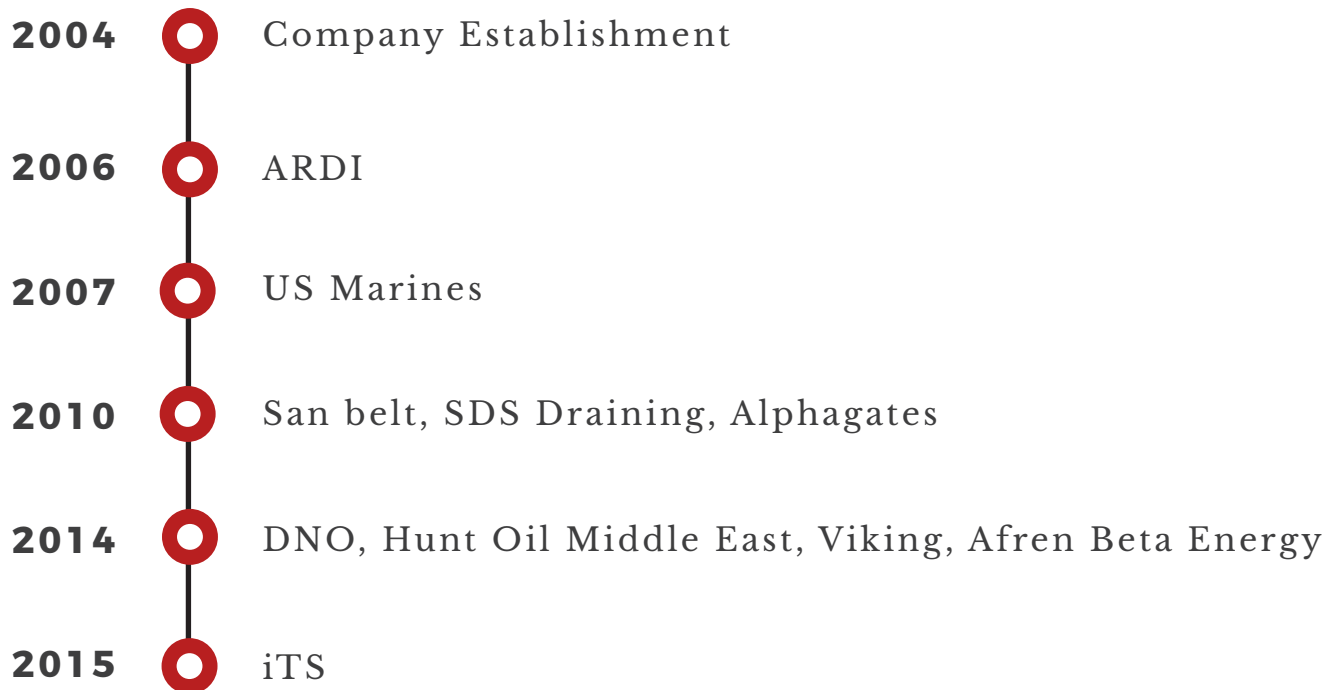 2004 Company Establishment
2006 ARDI
2007 US Marines
2010 San belt, SDS Draining, Alphagates
2014 DNO, Hunt Oil Middle East, Viking, Afren Beta Energy
2015 iTS